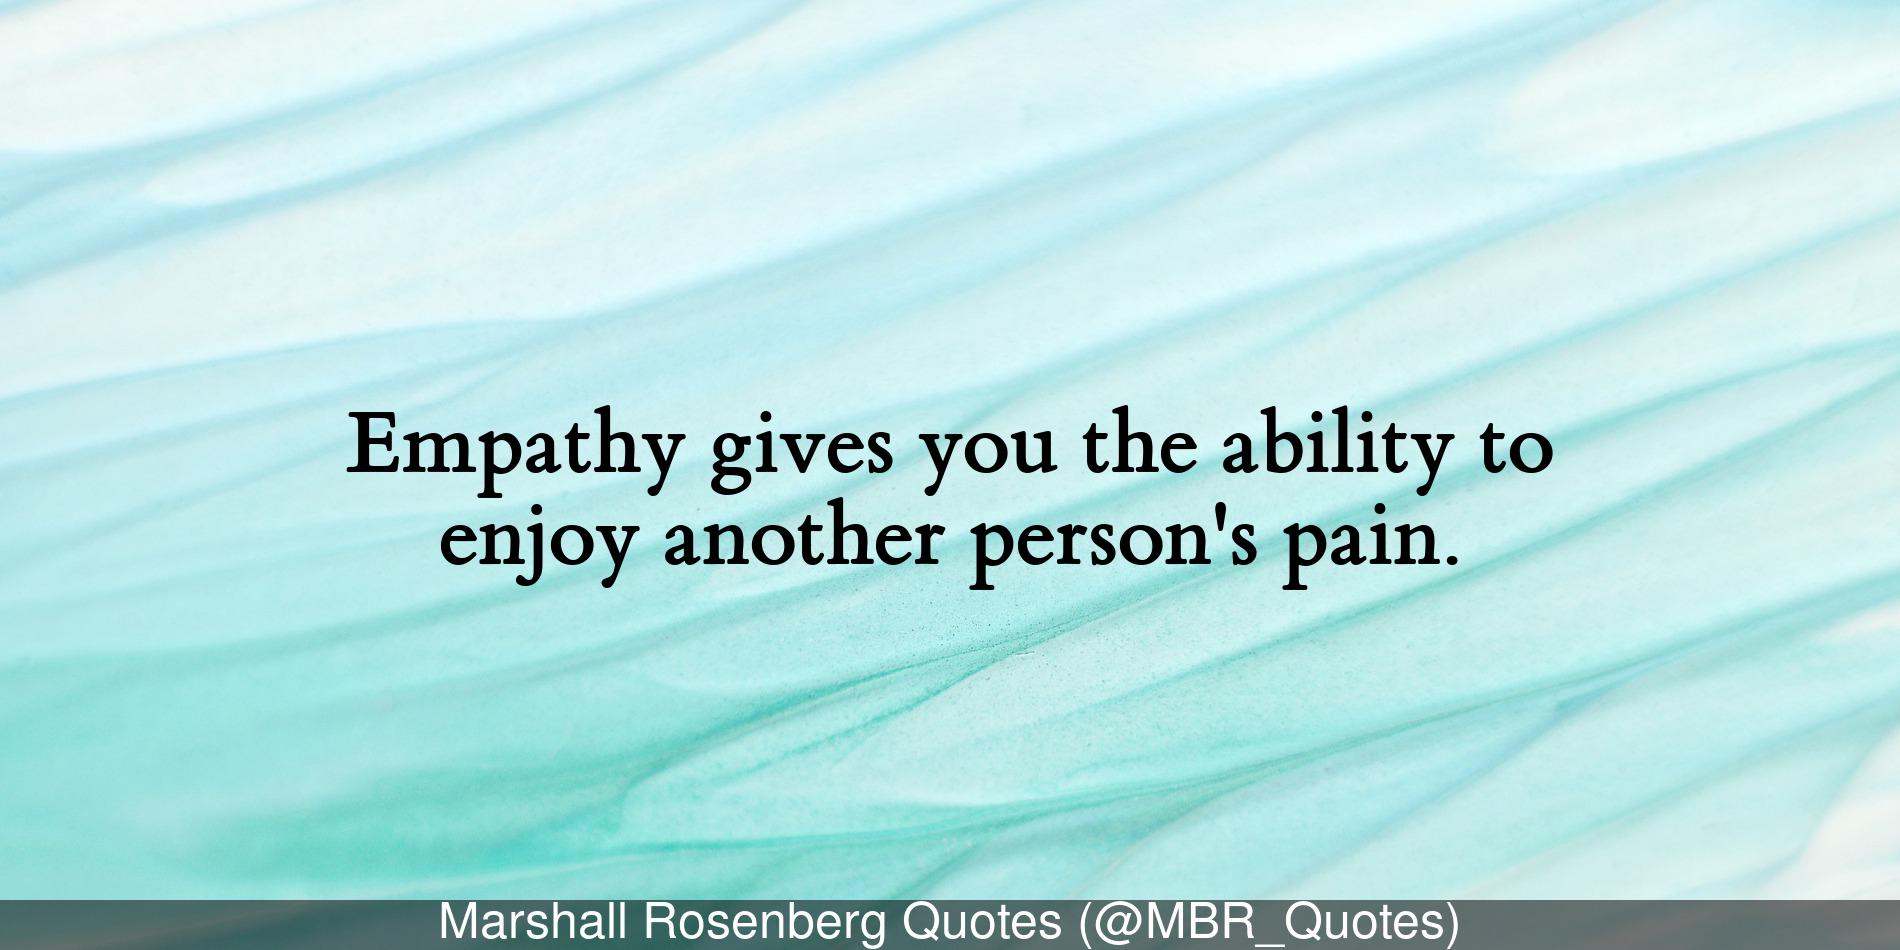 Empathy gives you the ability to
enjoy another person's pain.
Marshall Rosenberg Quotes (@MBR_Quotes)